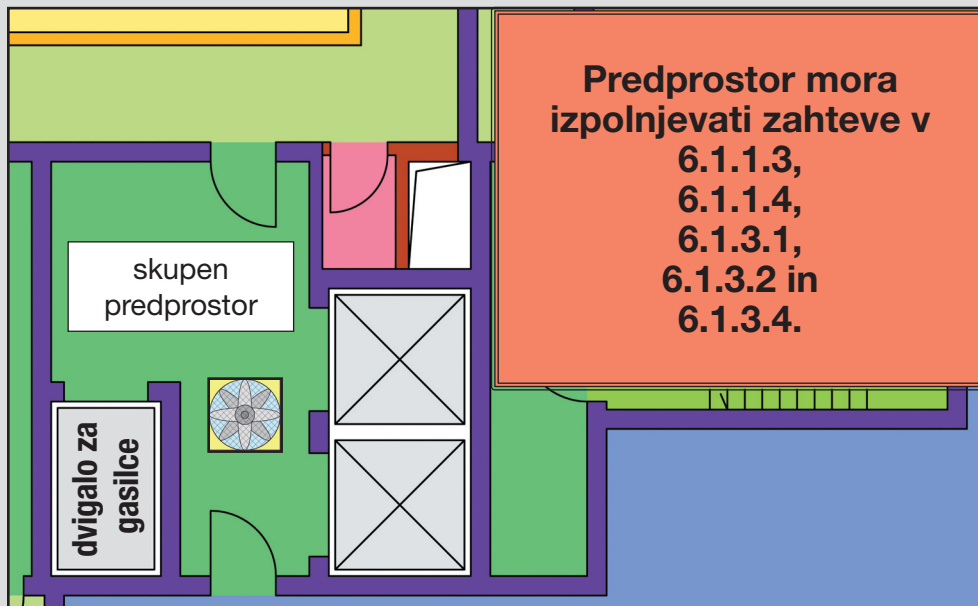 Predprostor mora
izpolnjevati zahteve v
6.1.1.3,
6.1.1.4,
6.1.3.1,
6.1.3.2 in
6.1.3.4.
skupen
predprostor
dvigalo za
gasilce